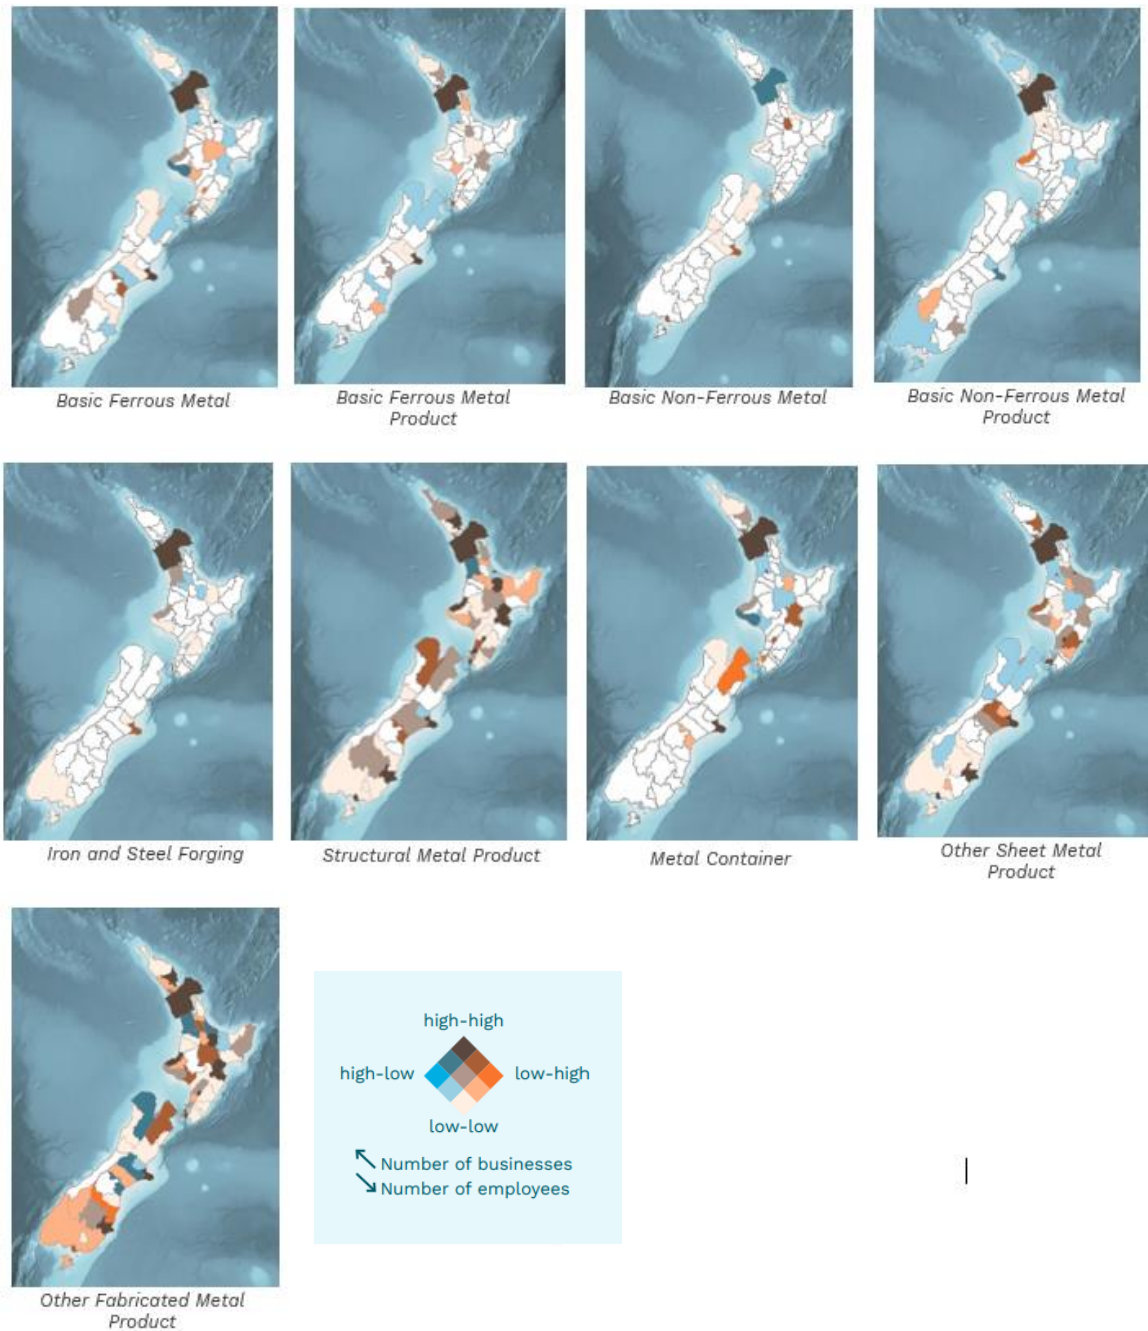 Basic Ferrous Metal
Basic Ferrous Metal
Product
Basic Non-Ferrous Metal
Basic Non-Ferrous Metal
Product
Iron and Steel Forging
Structural Metal Product
Metal Container
Other Sheet Metal
Product
Other Fabricated Metal
Product
high-high
high-low
low-high
low-low
Number of businesses
Number of employees